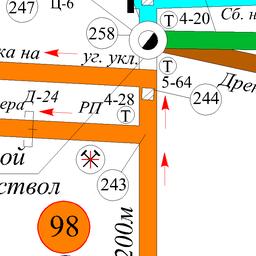 247
Ц-6
Т 4-20
Сб. н
258
ка на
уг. укл.
Т
5-64
Дрен
244
ера
Д-24
РП
4-28
Т
243
ой
ствол
98
200м